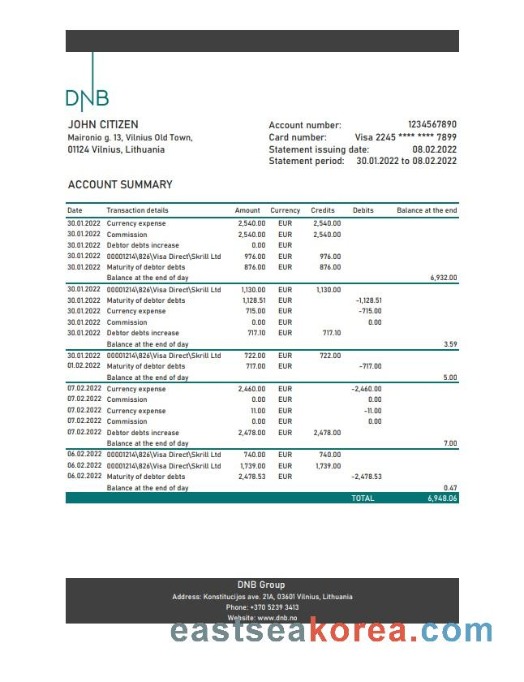 DNB
JOHN CITIZEN
Maironio g. 13, Vilnius Old Town,
01124 Vilnius, Lithuania
Account number: 1234567890
Card number: Visa 2245 **** **** 7899
Statement issuing date: 08.02.2022
Statement period: 30.01.2022 to 08.02.2022
ACCOUNT SUMMARY
Date Transaction details Amount Currency Credits Debits Balance at the end
30.01.2022 Currency expense 2,540.00 EUR 2,540.00
30.01.2022 Commission 2,540.00 EUR 2,540.00
30.01.2022 Debtor debts increase 0.00 EUR
30.01.2022 00001214\826\Visa Direct\Skrill Ltd 976.00 EUR 976.00
30.01.2022 Maturity of debtor debts 876.00 EUR 876.00
Balance at the end of day 6,932.00
30.01.2022 00001214\826\Visa Direct\Skrill Ltd 1,130.00 EUR 1,130.00
30.01.2022 Maturity of debtor debts 1,128.51 EUR -1,128.51
30.01.2022 Currency expense 715.00 EUR -715.00
30.01.2022 Commission 0.00 EUR 0.00
30.01.2022 Debtor debts increase 717.10 EUR 717.10
Balance at the end of day 3.59
30.01.2022 00001214\826\Visa Direct\Skrill Ltd 722.00 EUR 722.00
01.02.2022 Maturity of debtor debts 717.00 EUR -717.00
Balance at the end of day 5.00
07.02.2022 Currency expense 2,460.00 EUR -2,460.00
07.02.2022 Commission 0.00 EUR 0.00
07.02.2022 Currency expense 11.00 EUR -11.00
07.02.2022 Commission 0.00 EUR 0.00
07.02.2022 Debtor debts increase 2,478.00 EUR 2,478.00
Balance at the end of day 7.00
06.02.2022 00001214\826\Visa Direct\Skrill Ltd 740.00 EUR 740.00
06.02.2022 00001214\826\Visa Direct\Skrill Ltd 1,739.00 EUR 1,739.00
06.02.2022 Maturity of debtor debts 2,478.53 EUR -2,478.53
Balance at the end of day 0.47
TOTAL 6,948.06
DNB Group
Address: Konstitucijos ave. 21A, 03601 Vilnius, Lithuania
Phone: +370 5239 3413
Website: www.dnb.no
eastseakorea.com